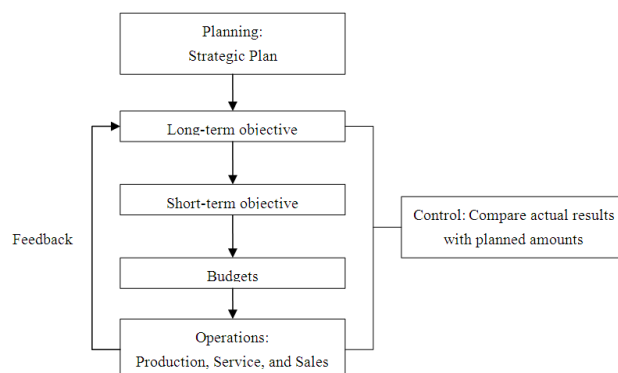 Planning:
Strategic Plan
Long-term objective
Short-term objective
Feedback
Control: Compare actual results
with planned amounts
Budgets
Operations:
Production, Service, and Sales